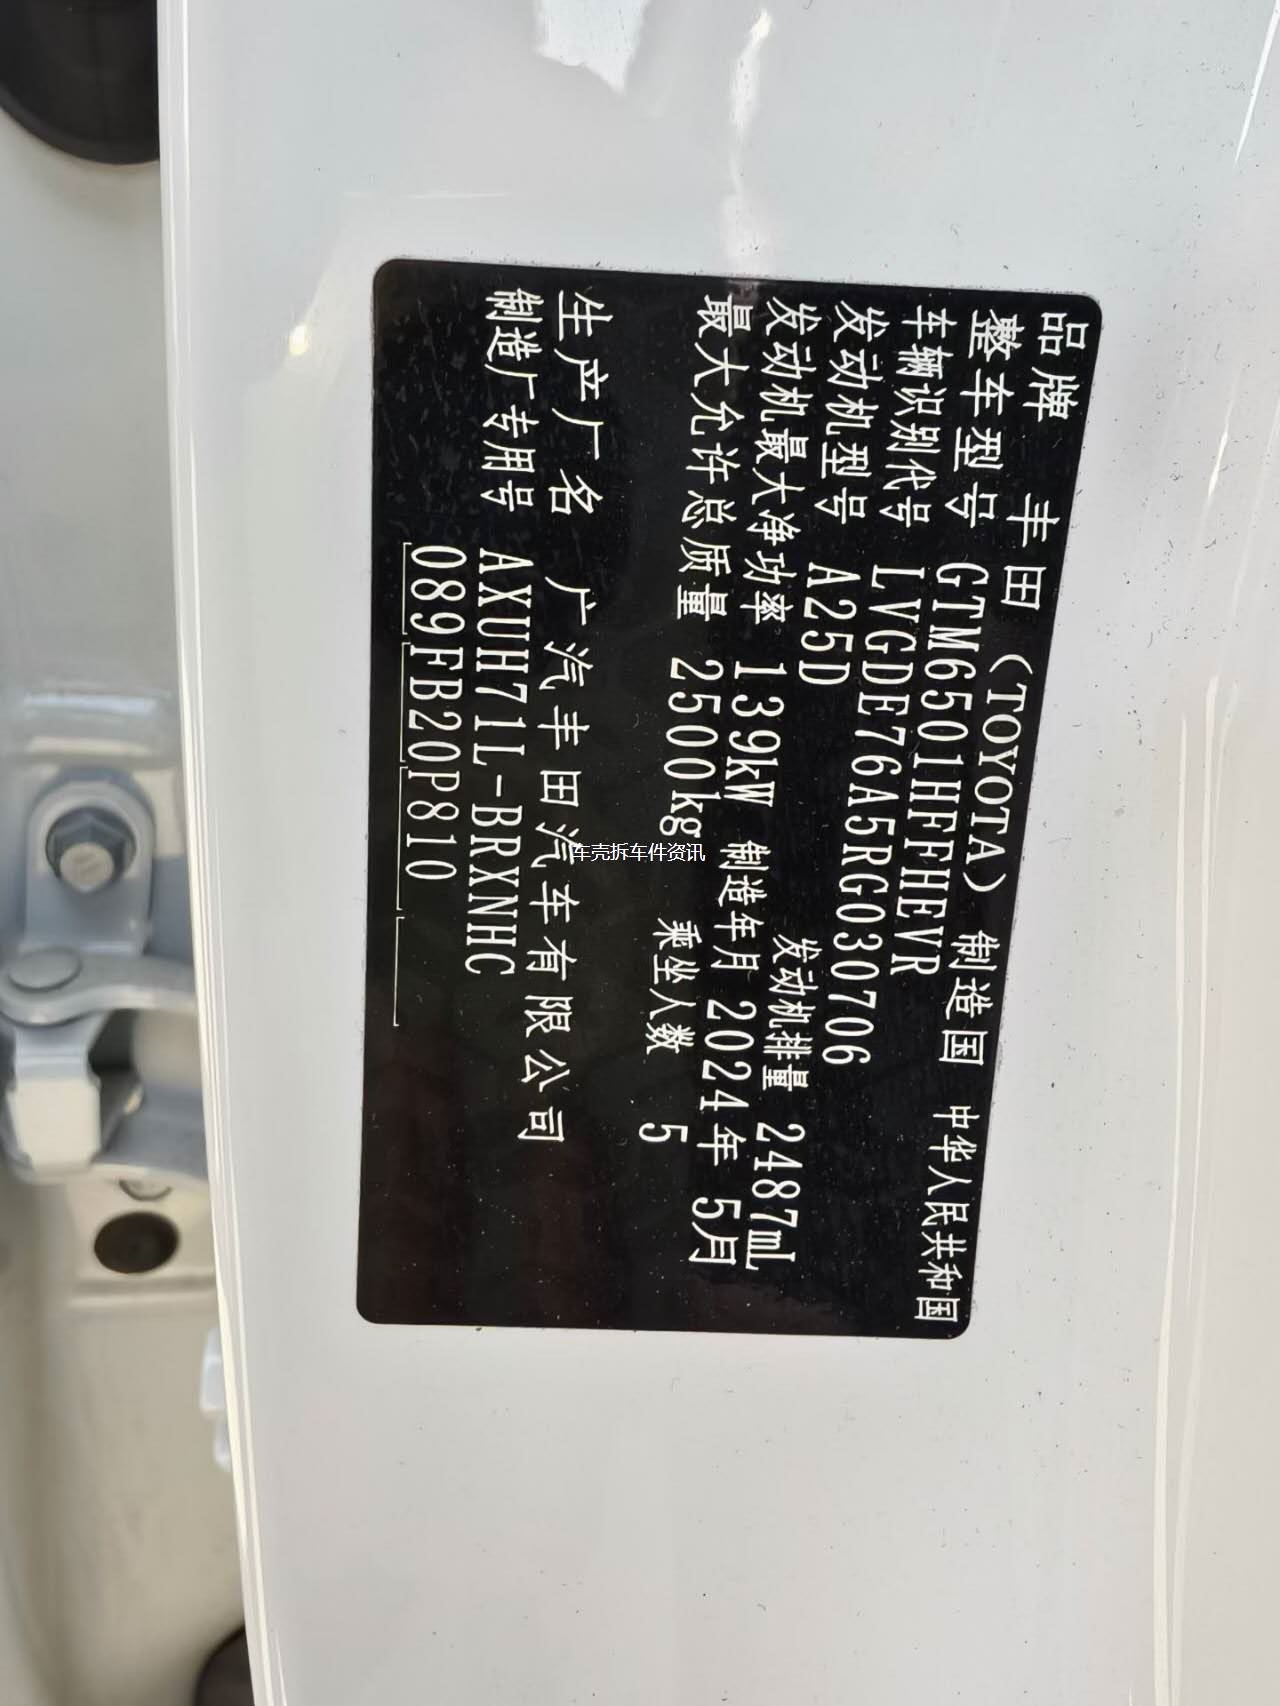 品牌 丰田(TOYOTA) 制造国 中华人民共和国
整车型号 GTM6501HFFHEVR
车辆识别代号 LVGDE76A5RG030706
发动机型号 A25D 发动机排量 2487mL
发动机最大净功率 139kW 制造年月 2024年 5月
最大允许总质量 2500kg 乘坐人数 5
生产厂名 广汽丰田汽车有限公司
制造厂专用号 AXUH71L-BRXNHC
089FB20P810
车壳拆车件资讯